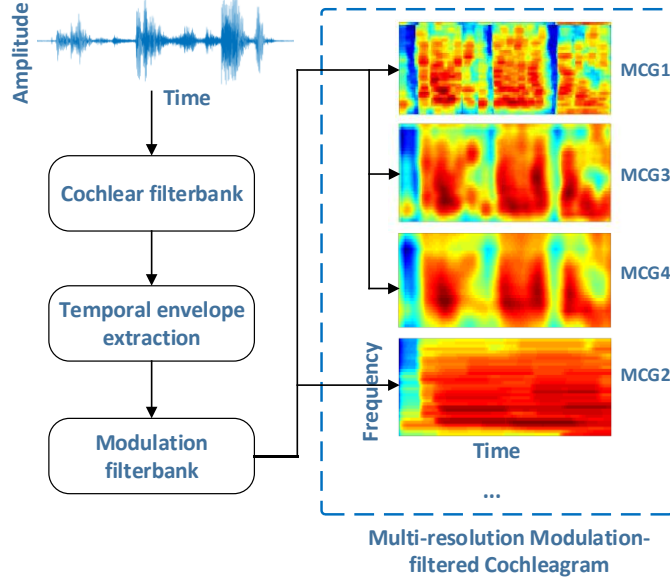 Amplitude
Time
Cochlear filterbank
Temporal envelope
extraction
Modulation
filterbank
MCG1
MCG3
MCG4
MCG2
Frequency
Time
...
Multi-resolution Modulation-
filtered Cochleagram